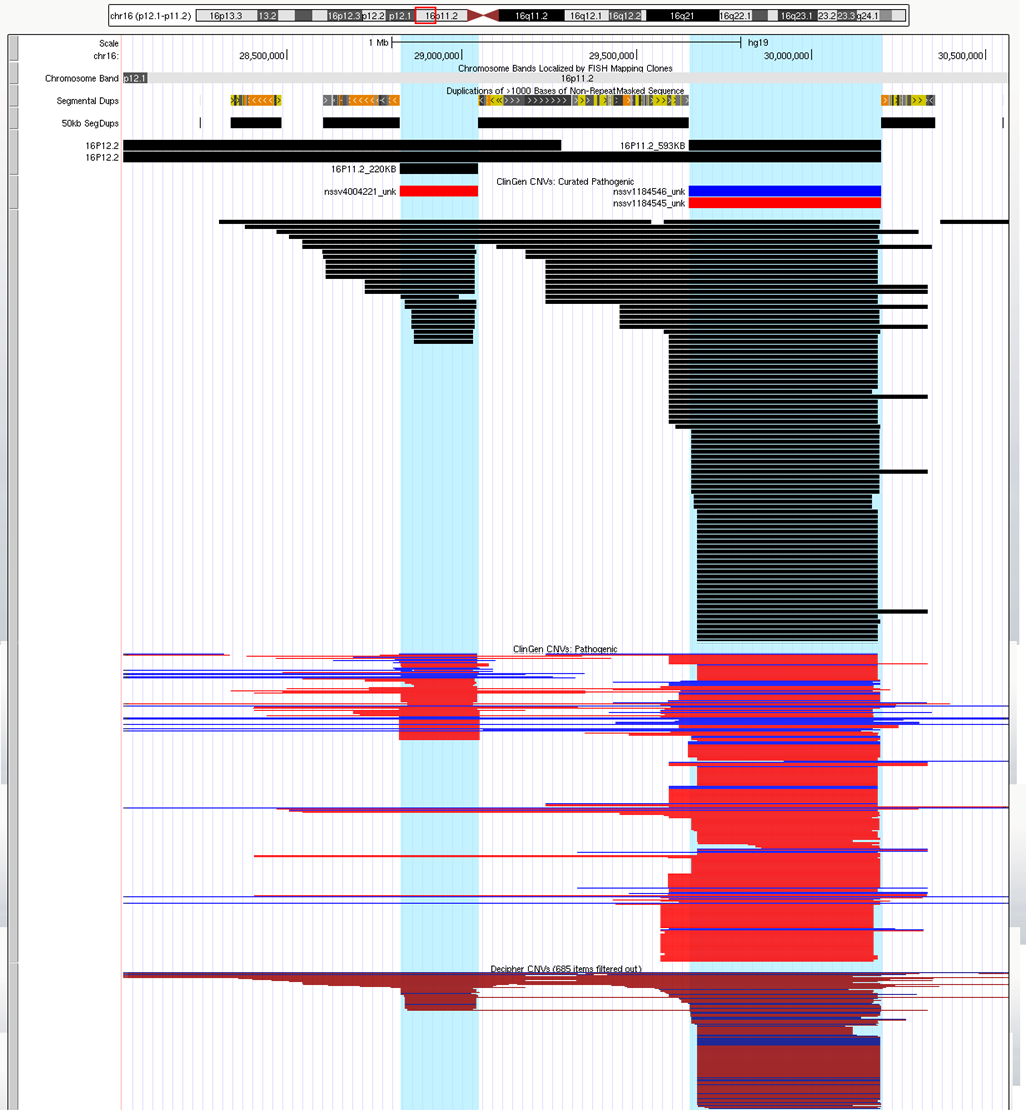 chr16 (p12.1-p11.2) 16p13.3 13.2 16p12.3 p12.2 p12.1 16p11.2 16q11.2 16q12.1 16q12.2 16q21 16q22.1 16q23.1 23.2 23.3 q24.1
Scale 1 Mb hg19
chr16: 28,500,000 29,000,000 29,500,000 30,000,000 30,500,000
Chromosome Bands Localized by FISH Mapping Clones
Chromosome Band p12.1 16p11.2
Duplications of >1000 Bases of Non-RepeatMasked Sequence
Segmental Dups
50kb SegDups
16P12.2 16P11.2_593KB
16P12.2
16P11.2_220KB
ClinGen CNVs: Curated Pathogenic
nssv4004221_unk nssv1184546_unk
nssv1184545_unk
ClinGen CNVs: Pathogenic
Decipher CNVs (685 items filtered out)